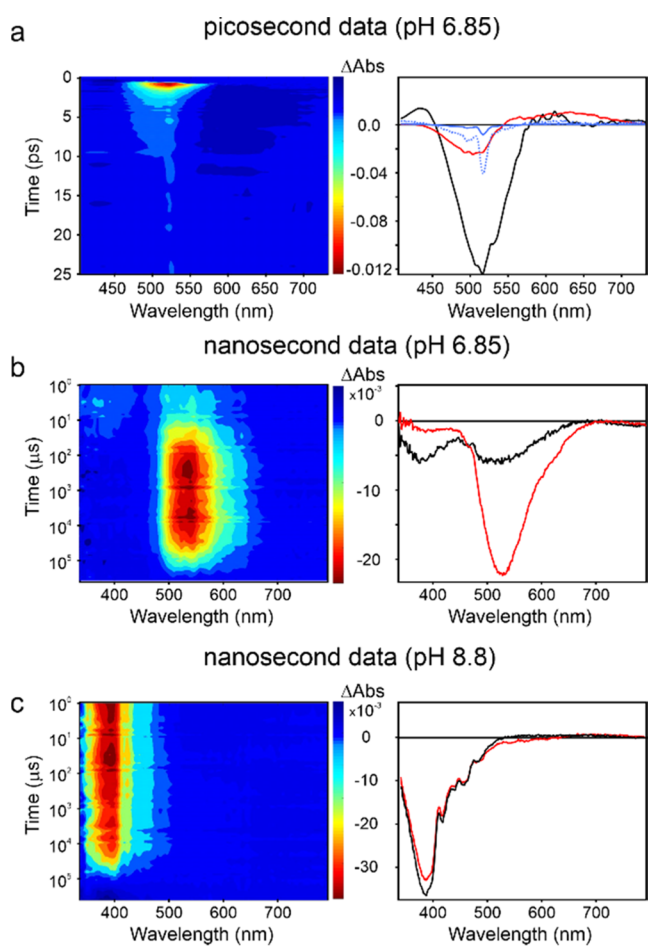 a
picosecond data (pH 6.85)
ΔAbs
0
5
10
15
20
25
Time (ps)
450 500 550 600 650 700
Wavelength (nm)
0.0
-0.04
-0.08
-0.012
450 500 550 600 650 700
Wavelength (nm)
nanosecond data (pH 6.85)
b
ΔAbs
x10⁻³
10⁰
10¹
10²
10³
10⁴
10⁵
Time (µs)
400 500 600 700
Wavelength (nm)
0
-10
-20
400 500 600 700
Wavelength (nm)
nanosecond data (pH 8.8)
c
ΔAbs
x10⁻³
10⁰
10¹
10²
10³
10⁴
10⁵
Time (µs)
400 500 600 700
Wavelength (nm)
0
-10
-20
-30
400 500 600 700
Wavelength (nm)